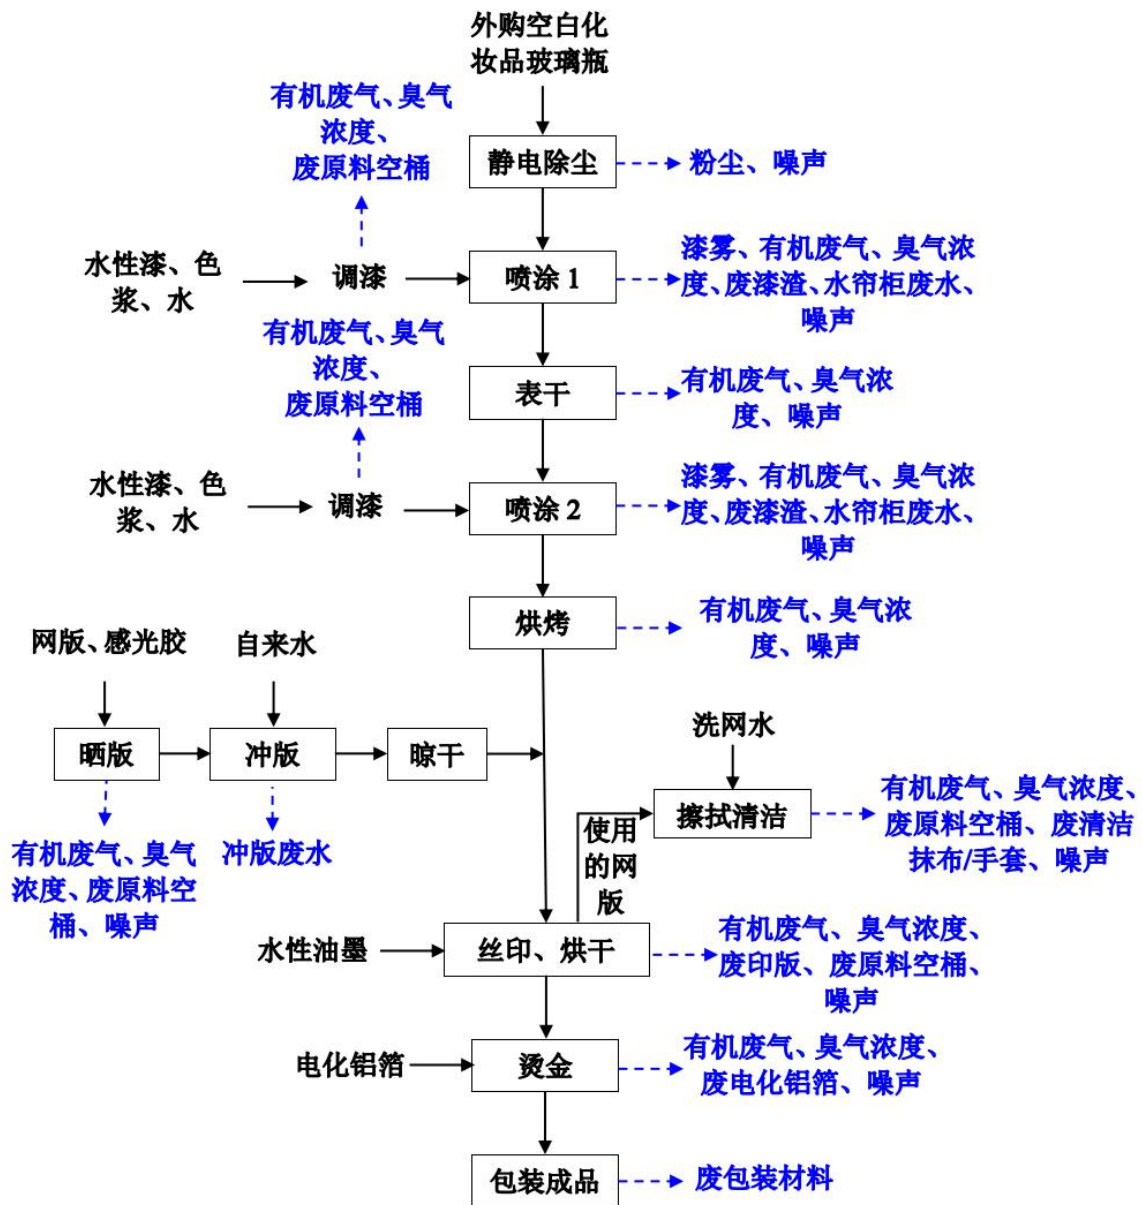 外购空白化
妆品玻璃瓶
有机废气、臭气
浓度、
废原料空桶
静电除尘
粉尘、噪声
水性漆、色
浆、水
调漆
喷涂 1
漆雾、有机废气、臭气浓
度、废漆渣、水帘柜废水、
噪声
有机废气、臭气
浓度、
废原料空桶
表干
有机废气、臭气浓
度、噪声
水性漆、色
浆、水
调漆
喷涂 2
漆雾、有机废气、臭气浓
度、废漆渣、水帘柜废水、
噪声
烘烤
有机废气、臭气浓
度、噪声
网版、感光胶
自来水
晒版
冲版
晾干
洗网水
擦拭清洁
有机废气、臭气浓度、
废原料空桶、废清洁
抹布/手套、噪声
使用
的网
版
有机废气、臭气
浓度、废原料空
桶、噪声
冲版废水
水性油墨
丝印、烘干
有机废气、臭气浓度、
废印版、废原料空桶、
噪声
电化铝箔
烫金
有机废气、臭气浓度、
废电化铝箔、噪声
包装成品
废包装材料